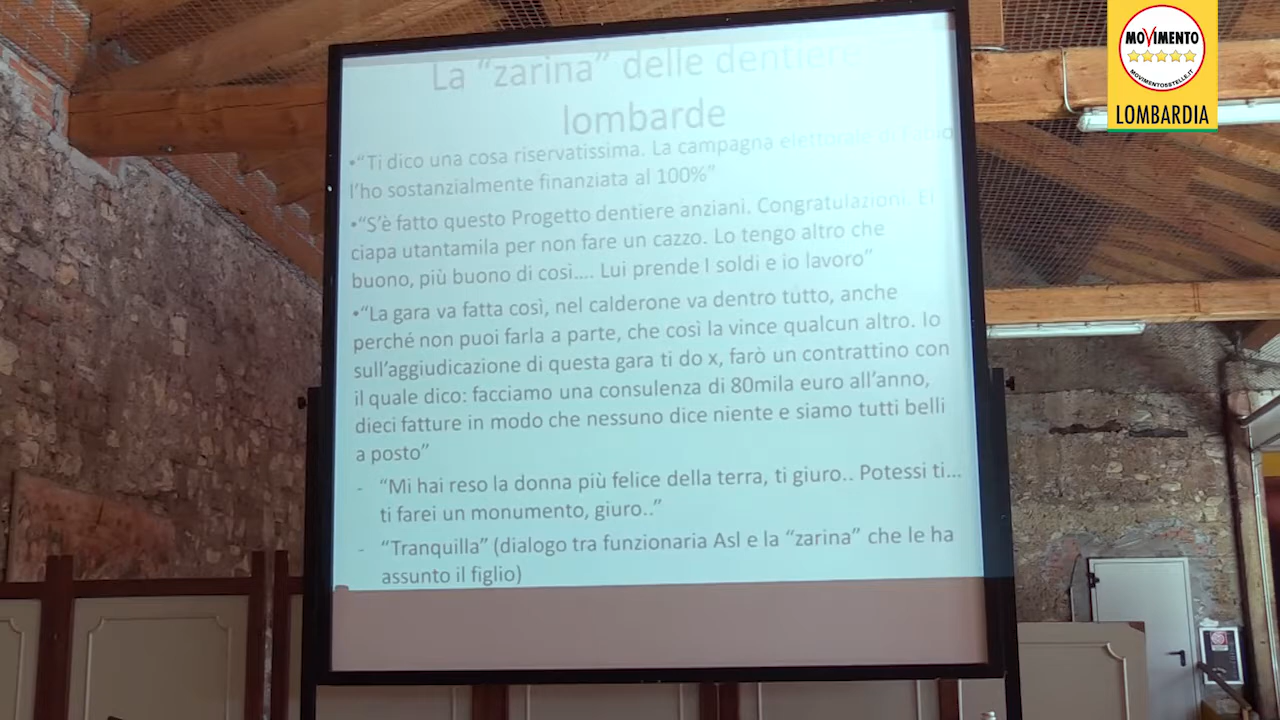 MOVIMENTO
MOVIMENTO5STELLE.IT
LOMBARDIA
La “zarina” delle dentiere
lombarde
•“Ti dico una cosa riservatissima. La campagna elettorale di Fabio
l’ho sostanzialmente finanziata al 100%”
•“S’è fatto questo Progetto dentiere anziani. Congratulazioni. El
ciapa utantamila per non fare un cazzo. Lo tengo altro che
buono, più buono di così…. Lui prende I soldi e io lavoro”
•“La gara va fatta così, nel calderone va dentro tutto, anche
perché non puoi farla a parte, che così la vince qualcun altro. Io
sull’aggiudicazione di questa gara ti do x, farò un contrattino con
il quale dico: facciamo una consulenza di 80mila euro all’anno,
dieci fatture in modo che nessuno dice niente e siamo tutti belli
a posto”
- “Mi hai reso la donna più felice della terra, ti giuro.. Potessi ti…
ti farei un monumento, giuro..”
- “Tranquilla” (dialogo tra funzionaria Asl e la “zarina” che le ha
assunto il figlio)